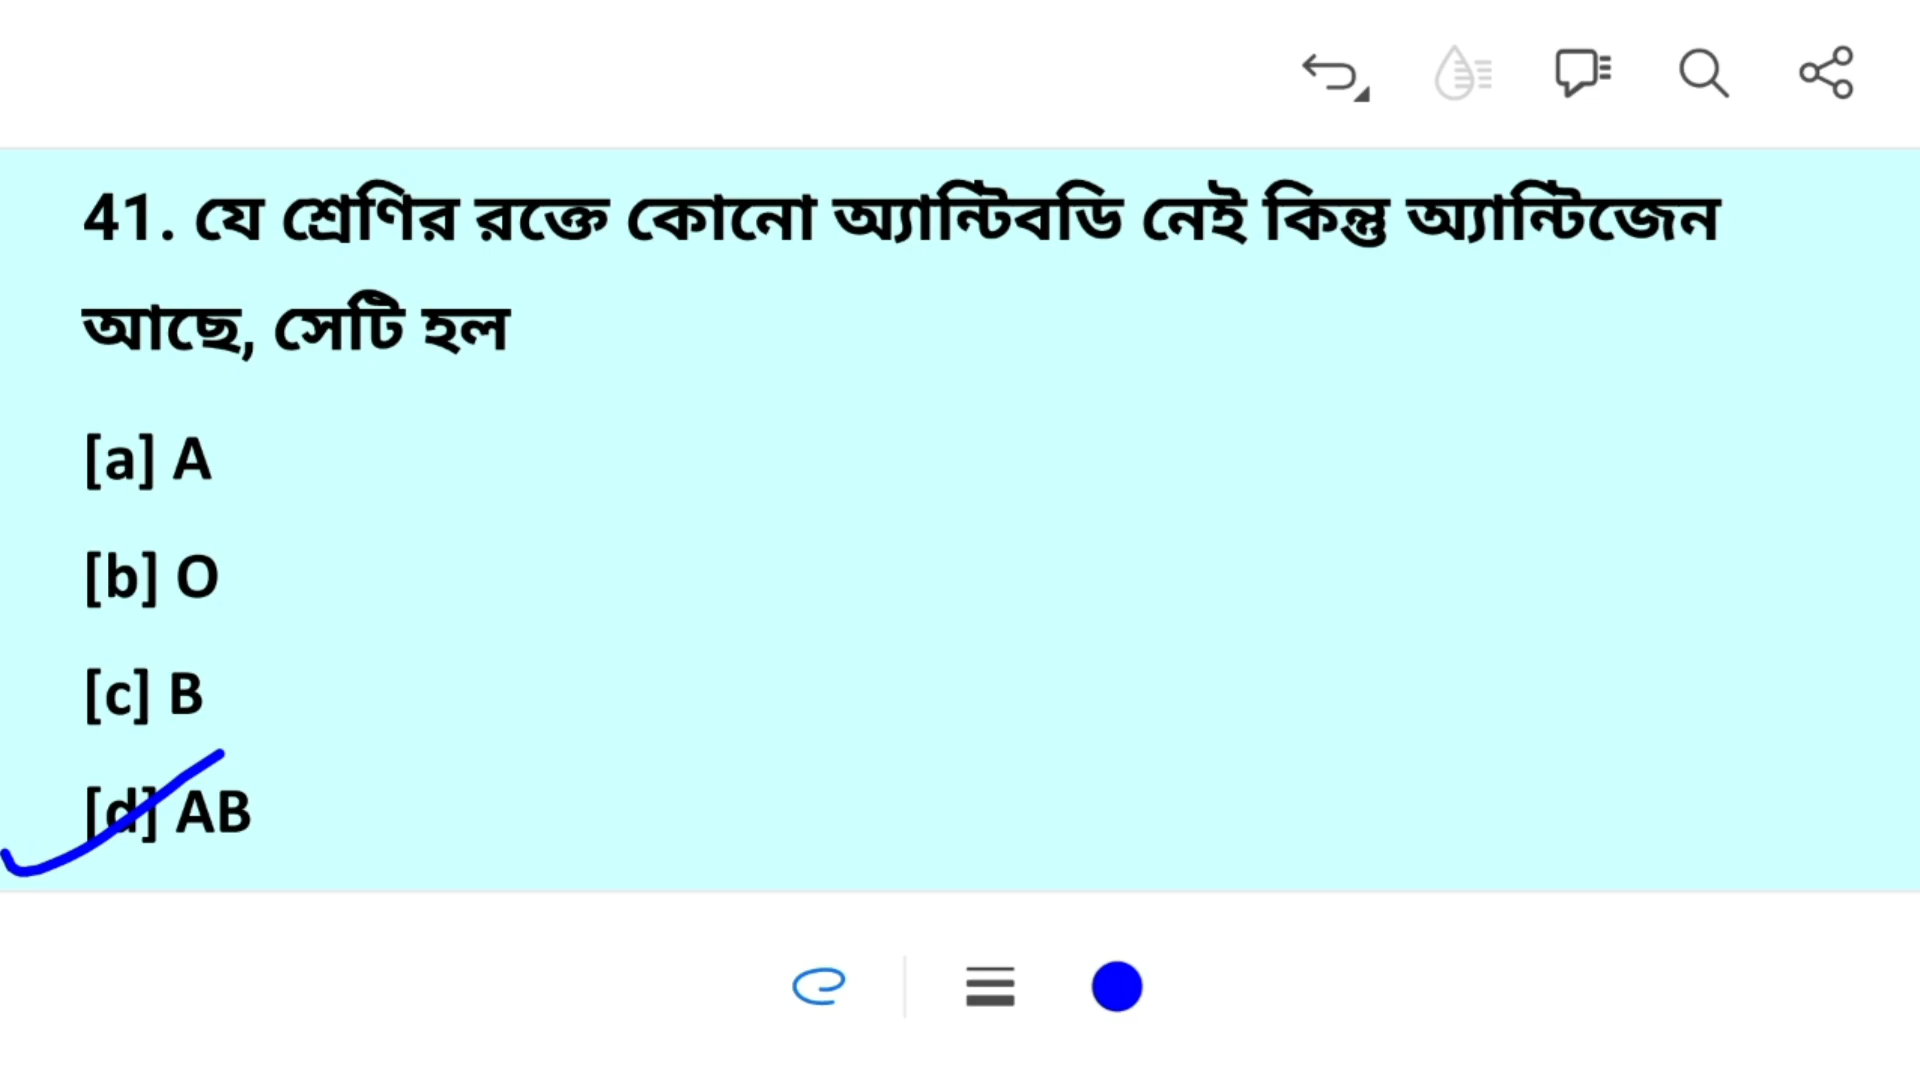 41. যে শ্রেণির রক্তে কোনো অ্যান্টিবডি নেই কিন্তু অ্যান্টিজেন
আছে, সেটি হল
[a] A
[b] O
[c] B
[d] AB